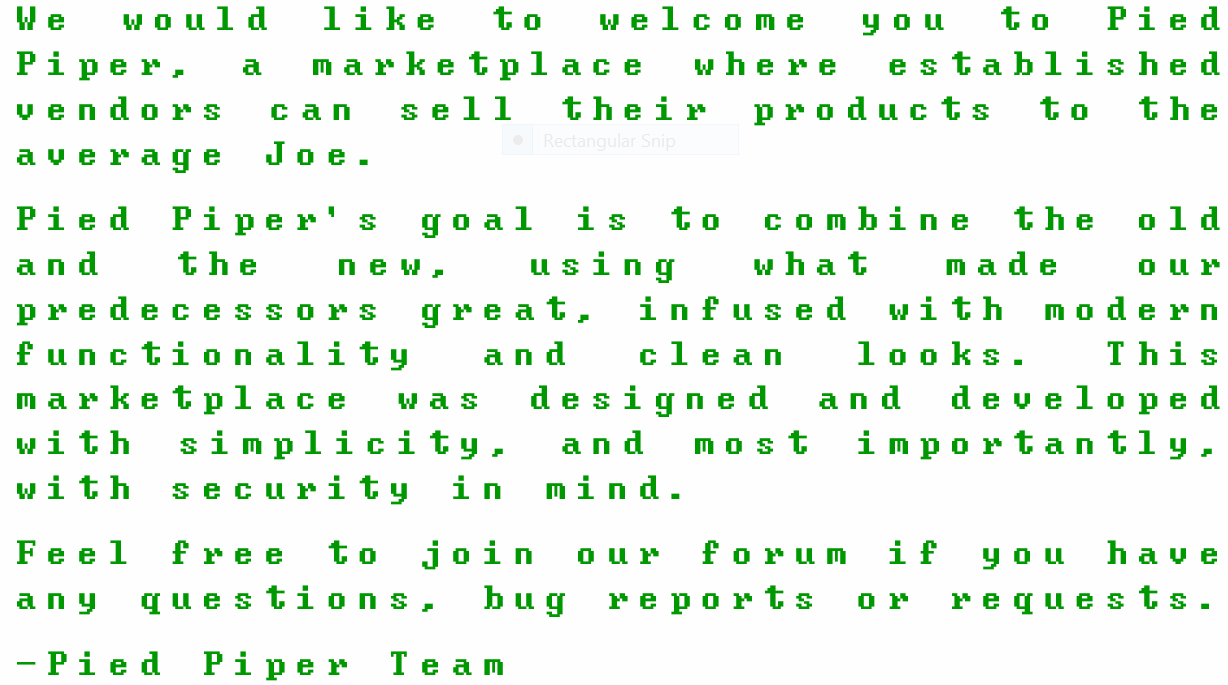 We would like to welcome you to Pied
Piper, a marketplace where established
vendors can sell their products to the
Rectangular Snip
average Joe.
Pied Piper's goal is to combine the old
and the new, using what made our
predecessors great, infused with modern
functionality and clean looks. This
marketplace was designed and developed
with simplicity, and most importantly,
with security in mind.
Feel free to join our forum if you have
any questions, bug reports or requests.
-Pied Piper Team